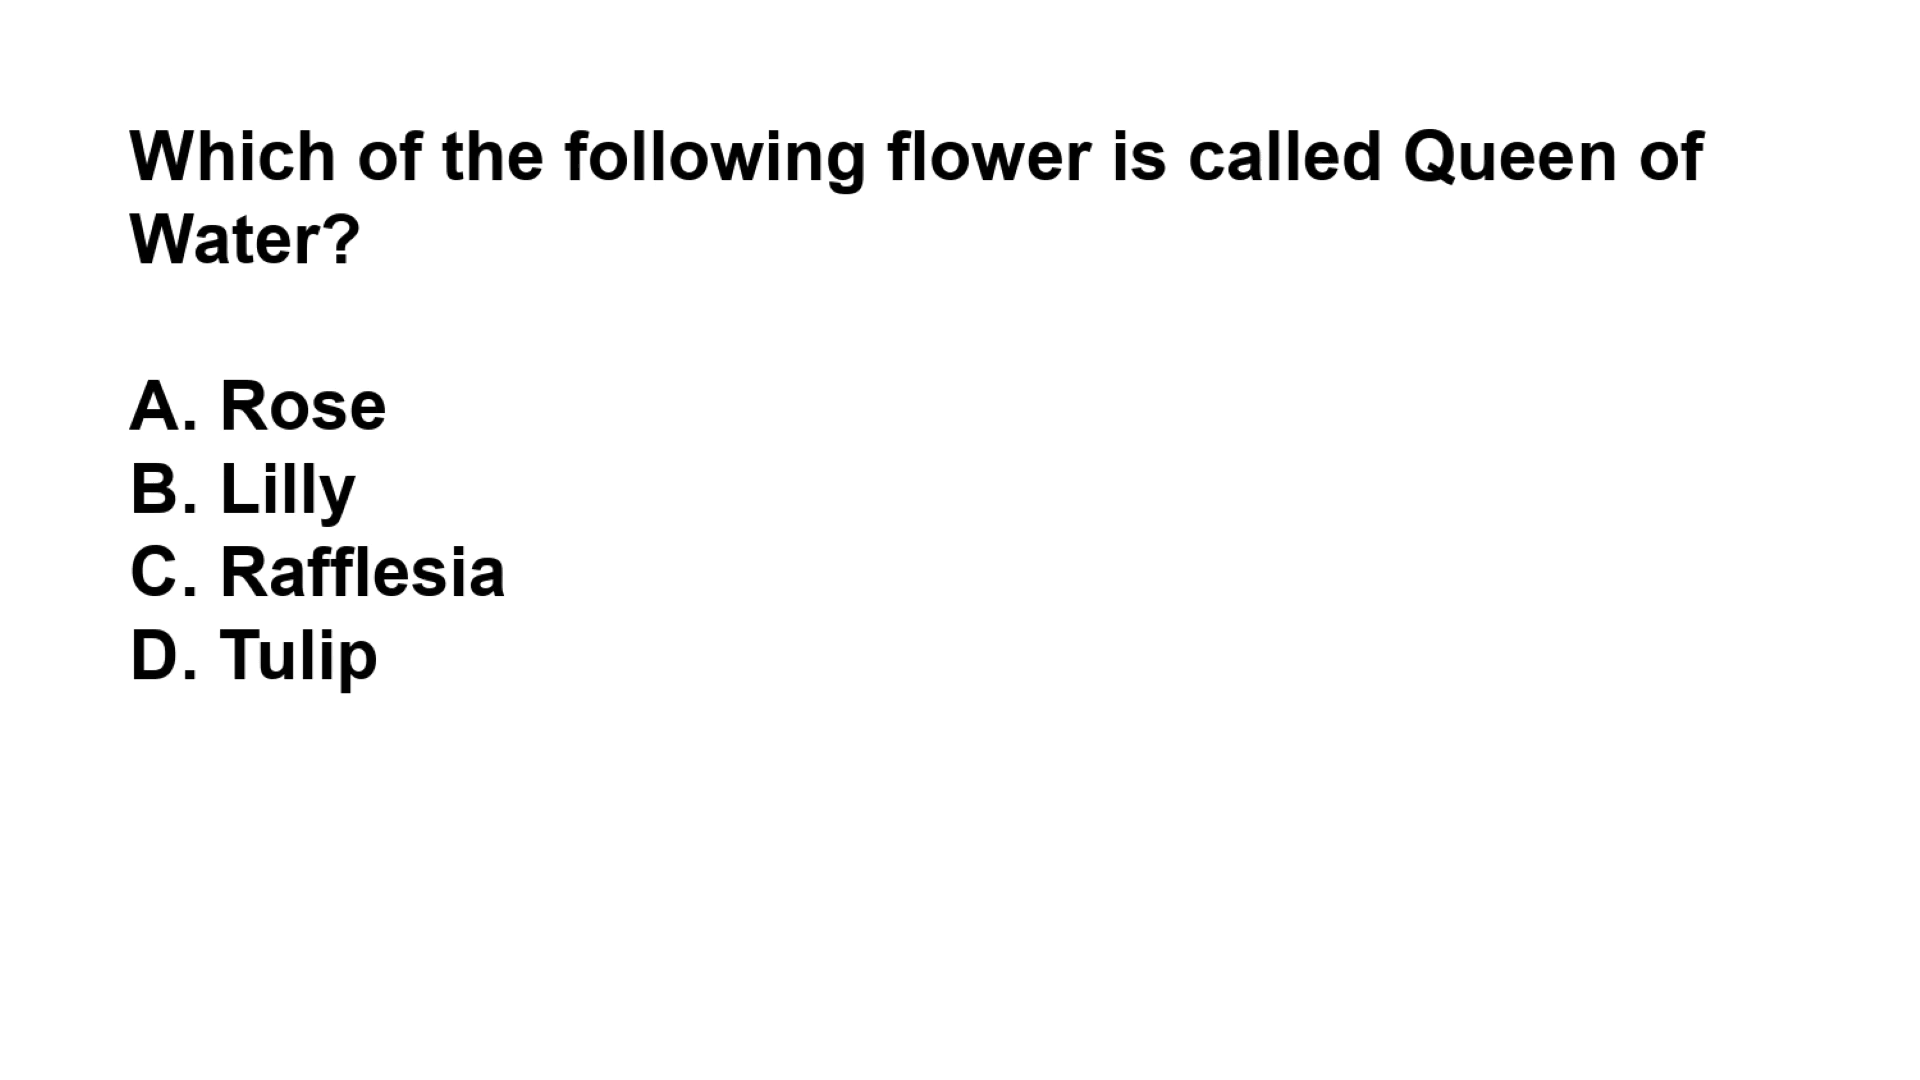 Which of the following flower is called Queen of
Water?
A. Rose
B. Lilly
C. Rafflesia
D. Tulip